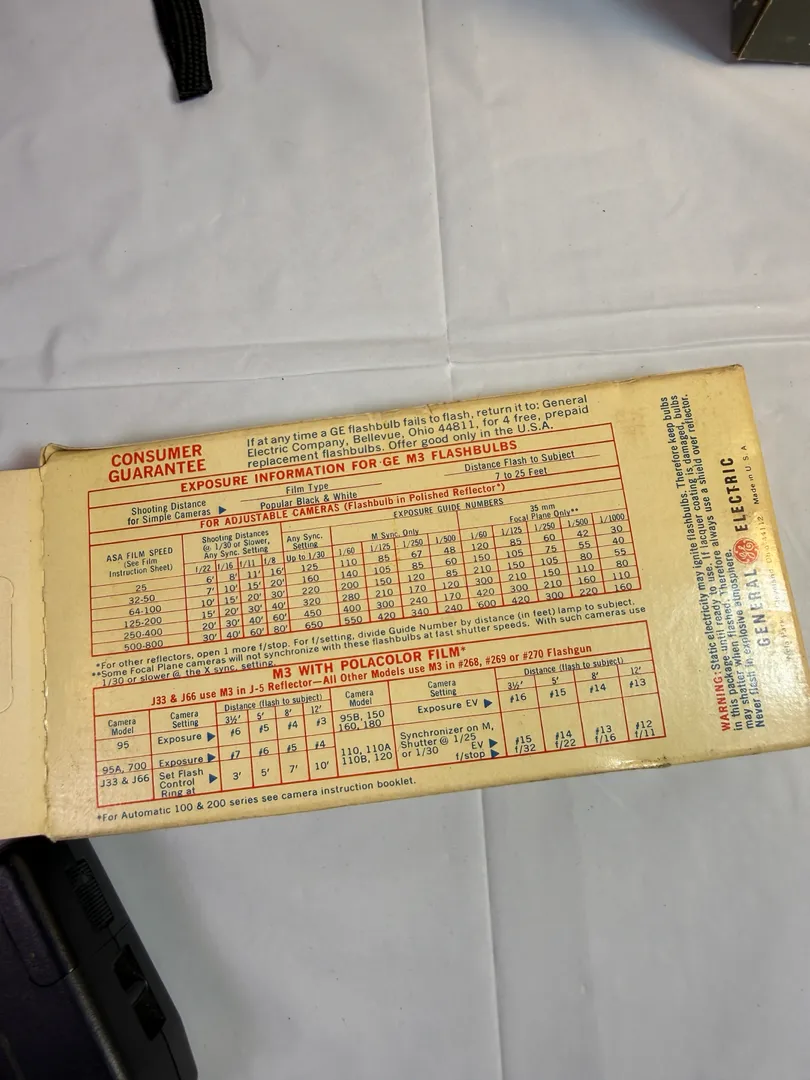 CONSUMER
GUARANTEE
If at any time a GE flashbulb fails to flash, return it to: General
Electric Company, Bellevue, Ohio 44811, for 4 free, prepaid
replacement flashbulbs. Offer good only in the U.S.A.
EXPOSURE INFORMATION FOR GE M3 FLASHBULBS
Shooting Distance
for Simple Cameras ▶
Film Type
Popular Black & White
Distance Flash to Subject
7 to 25 Feet
FOR ADJUSTABLE CAMERAS (Flashbulb in Polished Reflector*)
ASA FILM SPEED
(See Film
Instruction Sheet)
Shooting Distances
@ 1/30 or Slower,
Any Sync. Setting
EXPOSURE GUIDE NUMBERS
Any Sync.
Setting
M Sync. Only
35 mm
Focal Plane Only**
f/22 f/16 f/11 f/8 Up to 1/30 1/60 1/125 1/250 1/500 1/60 1/125 1/250 1/500 1/1000
25 6' 8' 11' 16' 125 110 85 67 48 120 85 60 42 30
32-50 7' 10' 15' 20' 160 140 105 85 60 150 105 75 55 40
64-100 10' 15' 20' 30' 220 200 150 120 85 210 150 105 80 55
125-200 15' 20' 30' 40' 320 280 210 170 120 300 210 150 110 80
250-400 20' 30' 40' 60' 450 400 300 240 170 420 300 210 160 110
500-800 30' 40' 60' 80' 650 550 420 340 240 600 420 300 220 160
*For other reflectors, open 1 more f/stop. For f/setting, divide Guide Number by distance (in feet) lamp to subject.
**Some Focal Plane cameras will not synchronize with these flashbulbs at fast shutter speeds. With such cameras use
1/30 or slower @ the X sync. setting.
M3 WITH POLACOLOR FILM*
J33 & J66 use M3 in J-5 Reflector—All Other Models use M3 in #268, #269 or #270 Flashgun
Camera
Model
Camera
Setting
Distance (flash to subject)
3½' 5' 8' 12'
95 Exposure ▶ #6 #5 #4 #3
95A, 700 Exposure ▶ #7 #6 #5 #4
J33 & J66 Set Flash
Control
Ring at ▶ 3' 5' 7' 10'
Camera
Model
Camera
Setting
Distance (flash to subject)
3½' 5' 8' 12'
95B, 150
160, 180
Exposure EV ▶ #16 #15 #14 #13
110, 110A
110B, 120
Synchronizer on M,
Shutter @ 1/25
or 1/30 EV ▶ #15 #14 #13 #12
f/stop ▶ f/32 f/22 f/16 f/11
*For Automatic 100 & 200 series see camera instruction booklet.
WARNING: Static electricity may ignite flashbulbs. Therefore keep bulbs
in this package until ready to use. If lacquer coating is damaged, bulbs
may shatter when flashed. Therefore always use a shield over reflector.
Never flash in explosive atmosphere.
GENERAL GE ELECTRIC
Made in U.S.A.